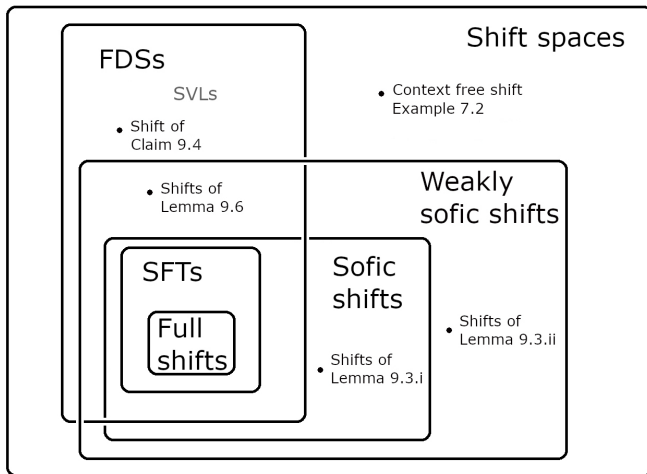 Shift spaces
FDSs
SVLs
Context free shift
Example 7.2
Shift of
Claim 9.4
Weakly
sofic shifts
Shifts of
Lemma 9.6
SFTs
Sofic
shifts
Full
shifts
Shifts of
Lemma 9.3.ii
Shifts of
Lemma 9.3.i